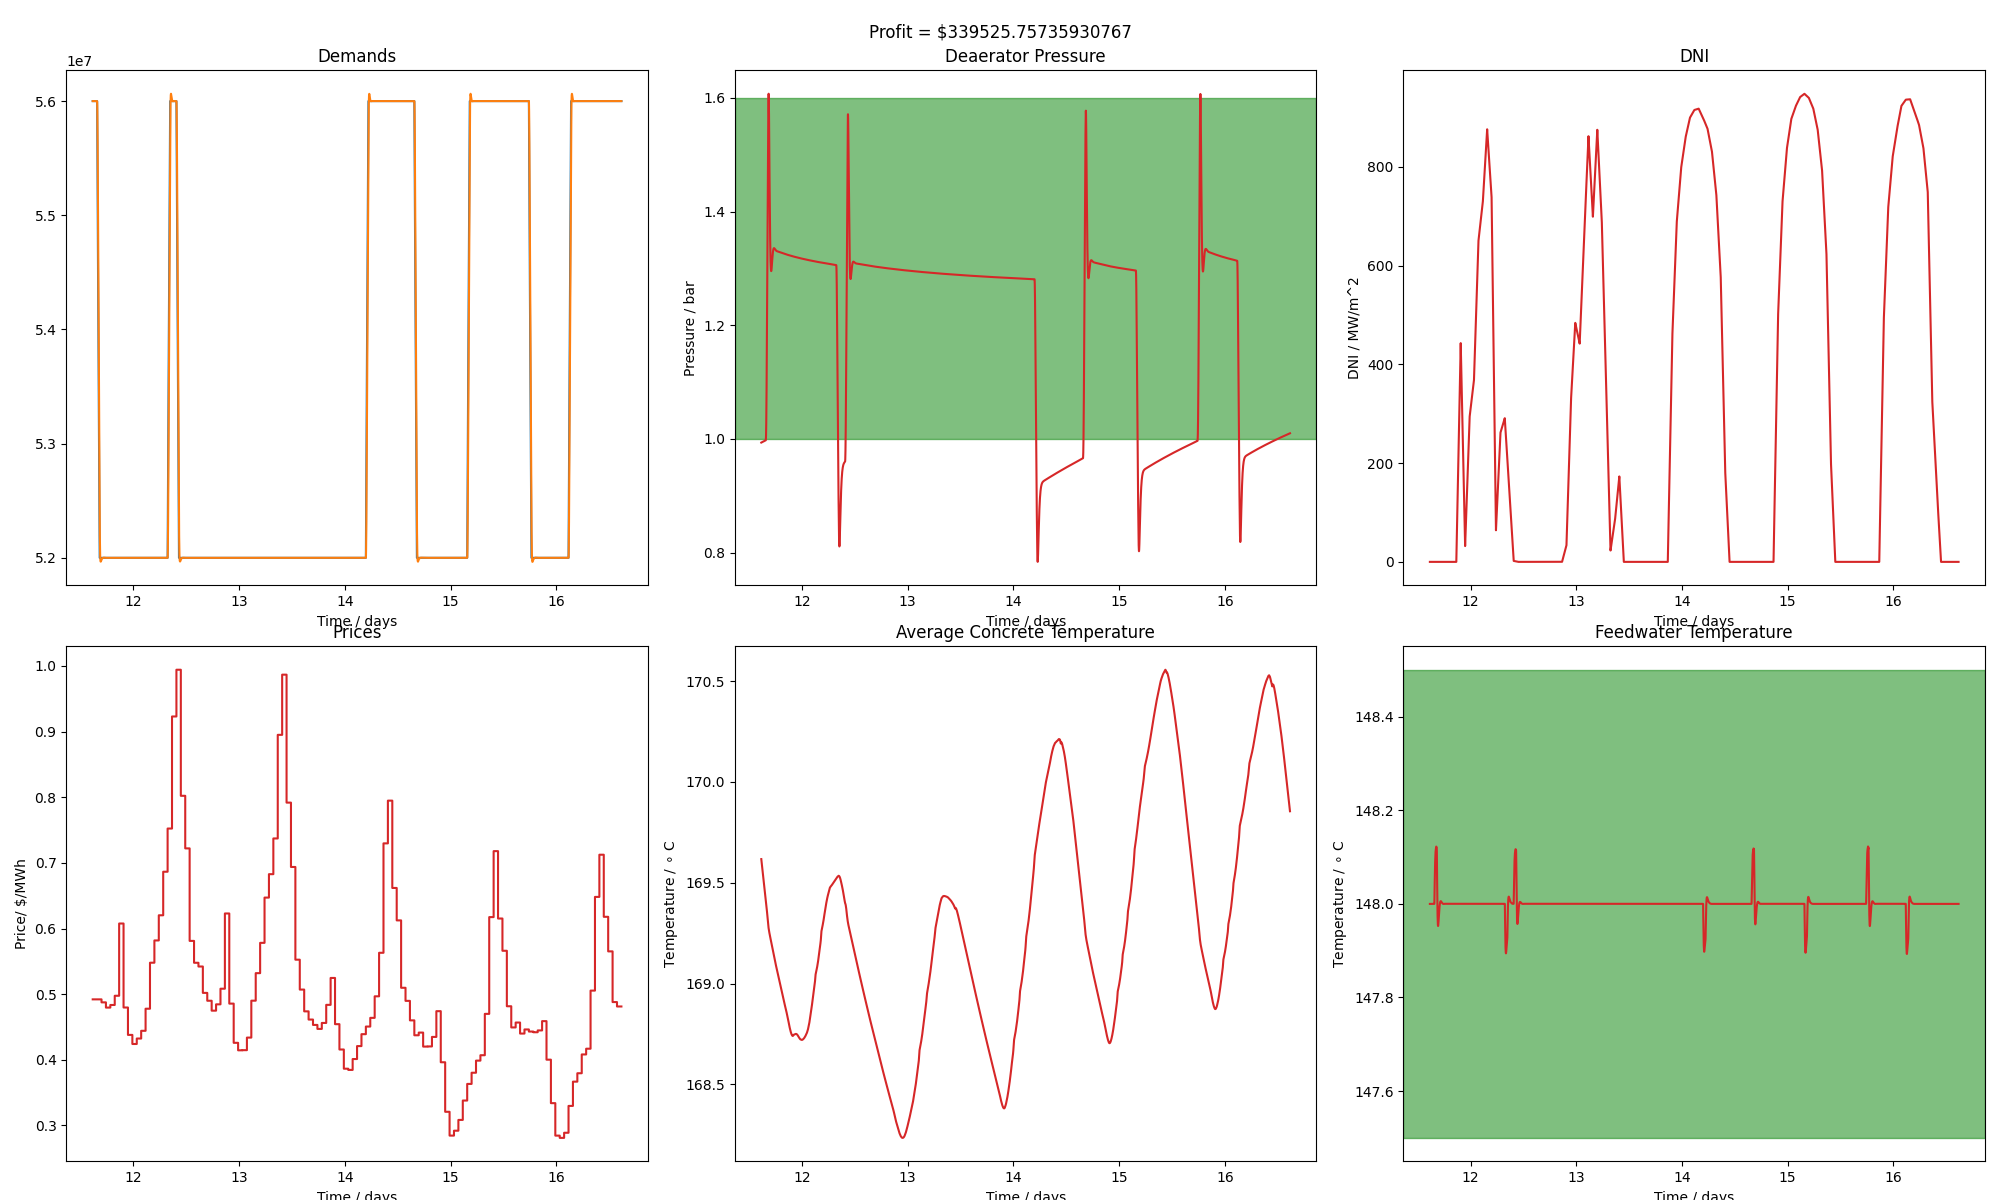 Profit = $339525.75735930767
Demands
1e7
5.6
5.5
5.4
5.3
5.2
12 13 14 15 16
Time / days
Deaerator Pressure
Pressure / bar
1.6
1.4
1.2
1.0
0.8
12 13 14 15 16
Time / days
DNI
DNI / MW/m^2
800
600
400
200
0
12 13 14 15 16
Time / days
Prices
Price/ $/MWh
1.0
0.9
0.8
0.7
0.6
0.5
0.4
0.3
12 13 14 15 16
Time / days
Average Concrete Temperature
Temperature / ∘ C
170.5
170.0
169.5
169.0
168.5
12 13 14 15 16
Time / days
Feedwater Temperature
Temperature / ∘ C
148.4
148.2
148.0
147.8
147.6
12 13 14 15 16
Time / days